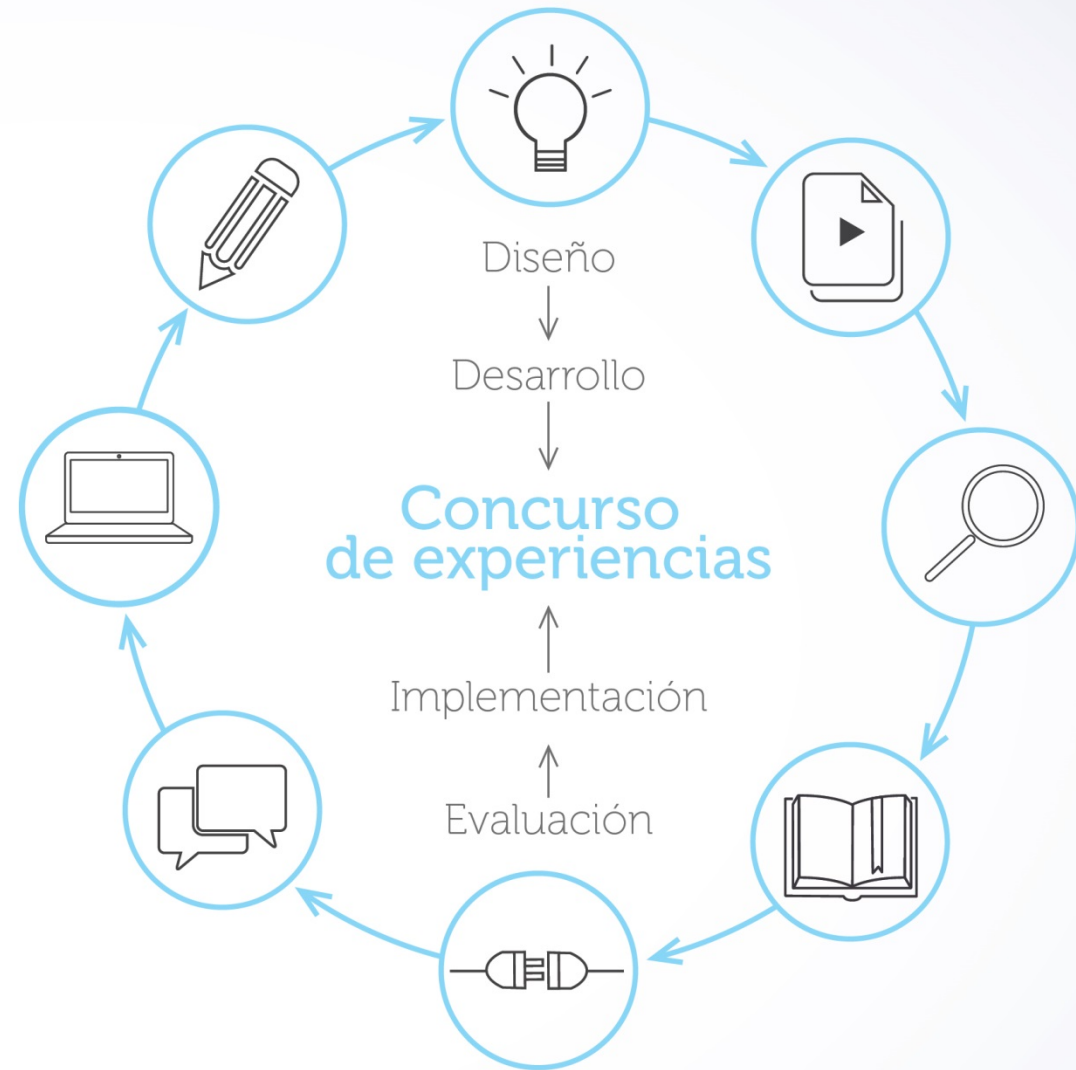 Diseño
Desarrollo
Concurso
de experiencias
Implementación
Evaluación